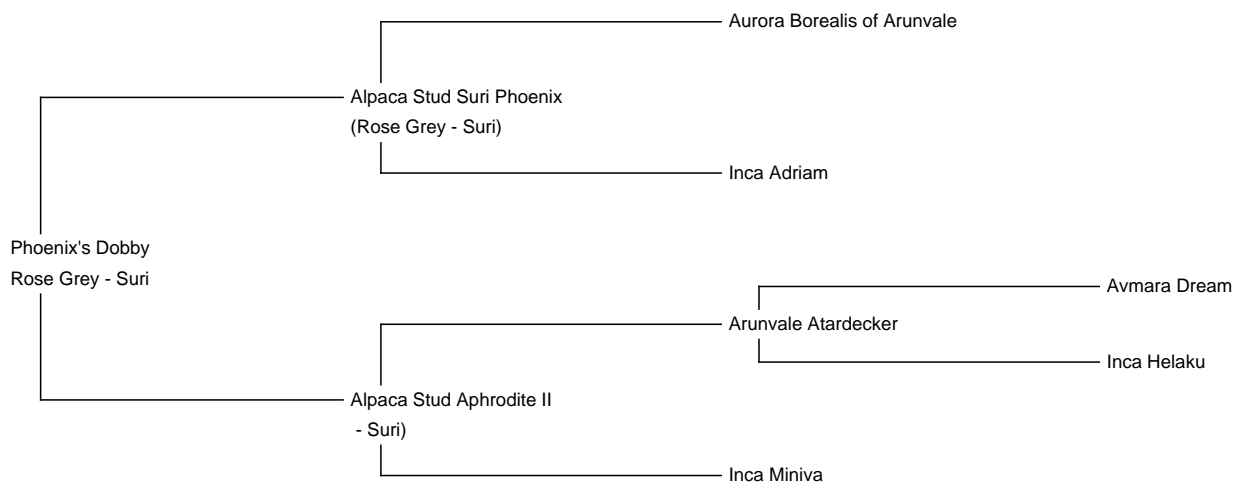 Aurora Borealis of Arunvale
Alpaca Stud Suri Phoenix
(Rose Grey - Suri)
Inca Adriam
Phoenix's Dobby
Rose Grey - Suri
Avmara Dream
Arunvale Atardecker
Inca Helaku
Alpaca Stud Aphrodite II
- Suri)
Inca Miniva